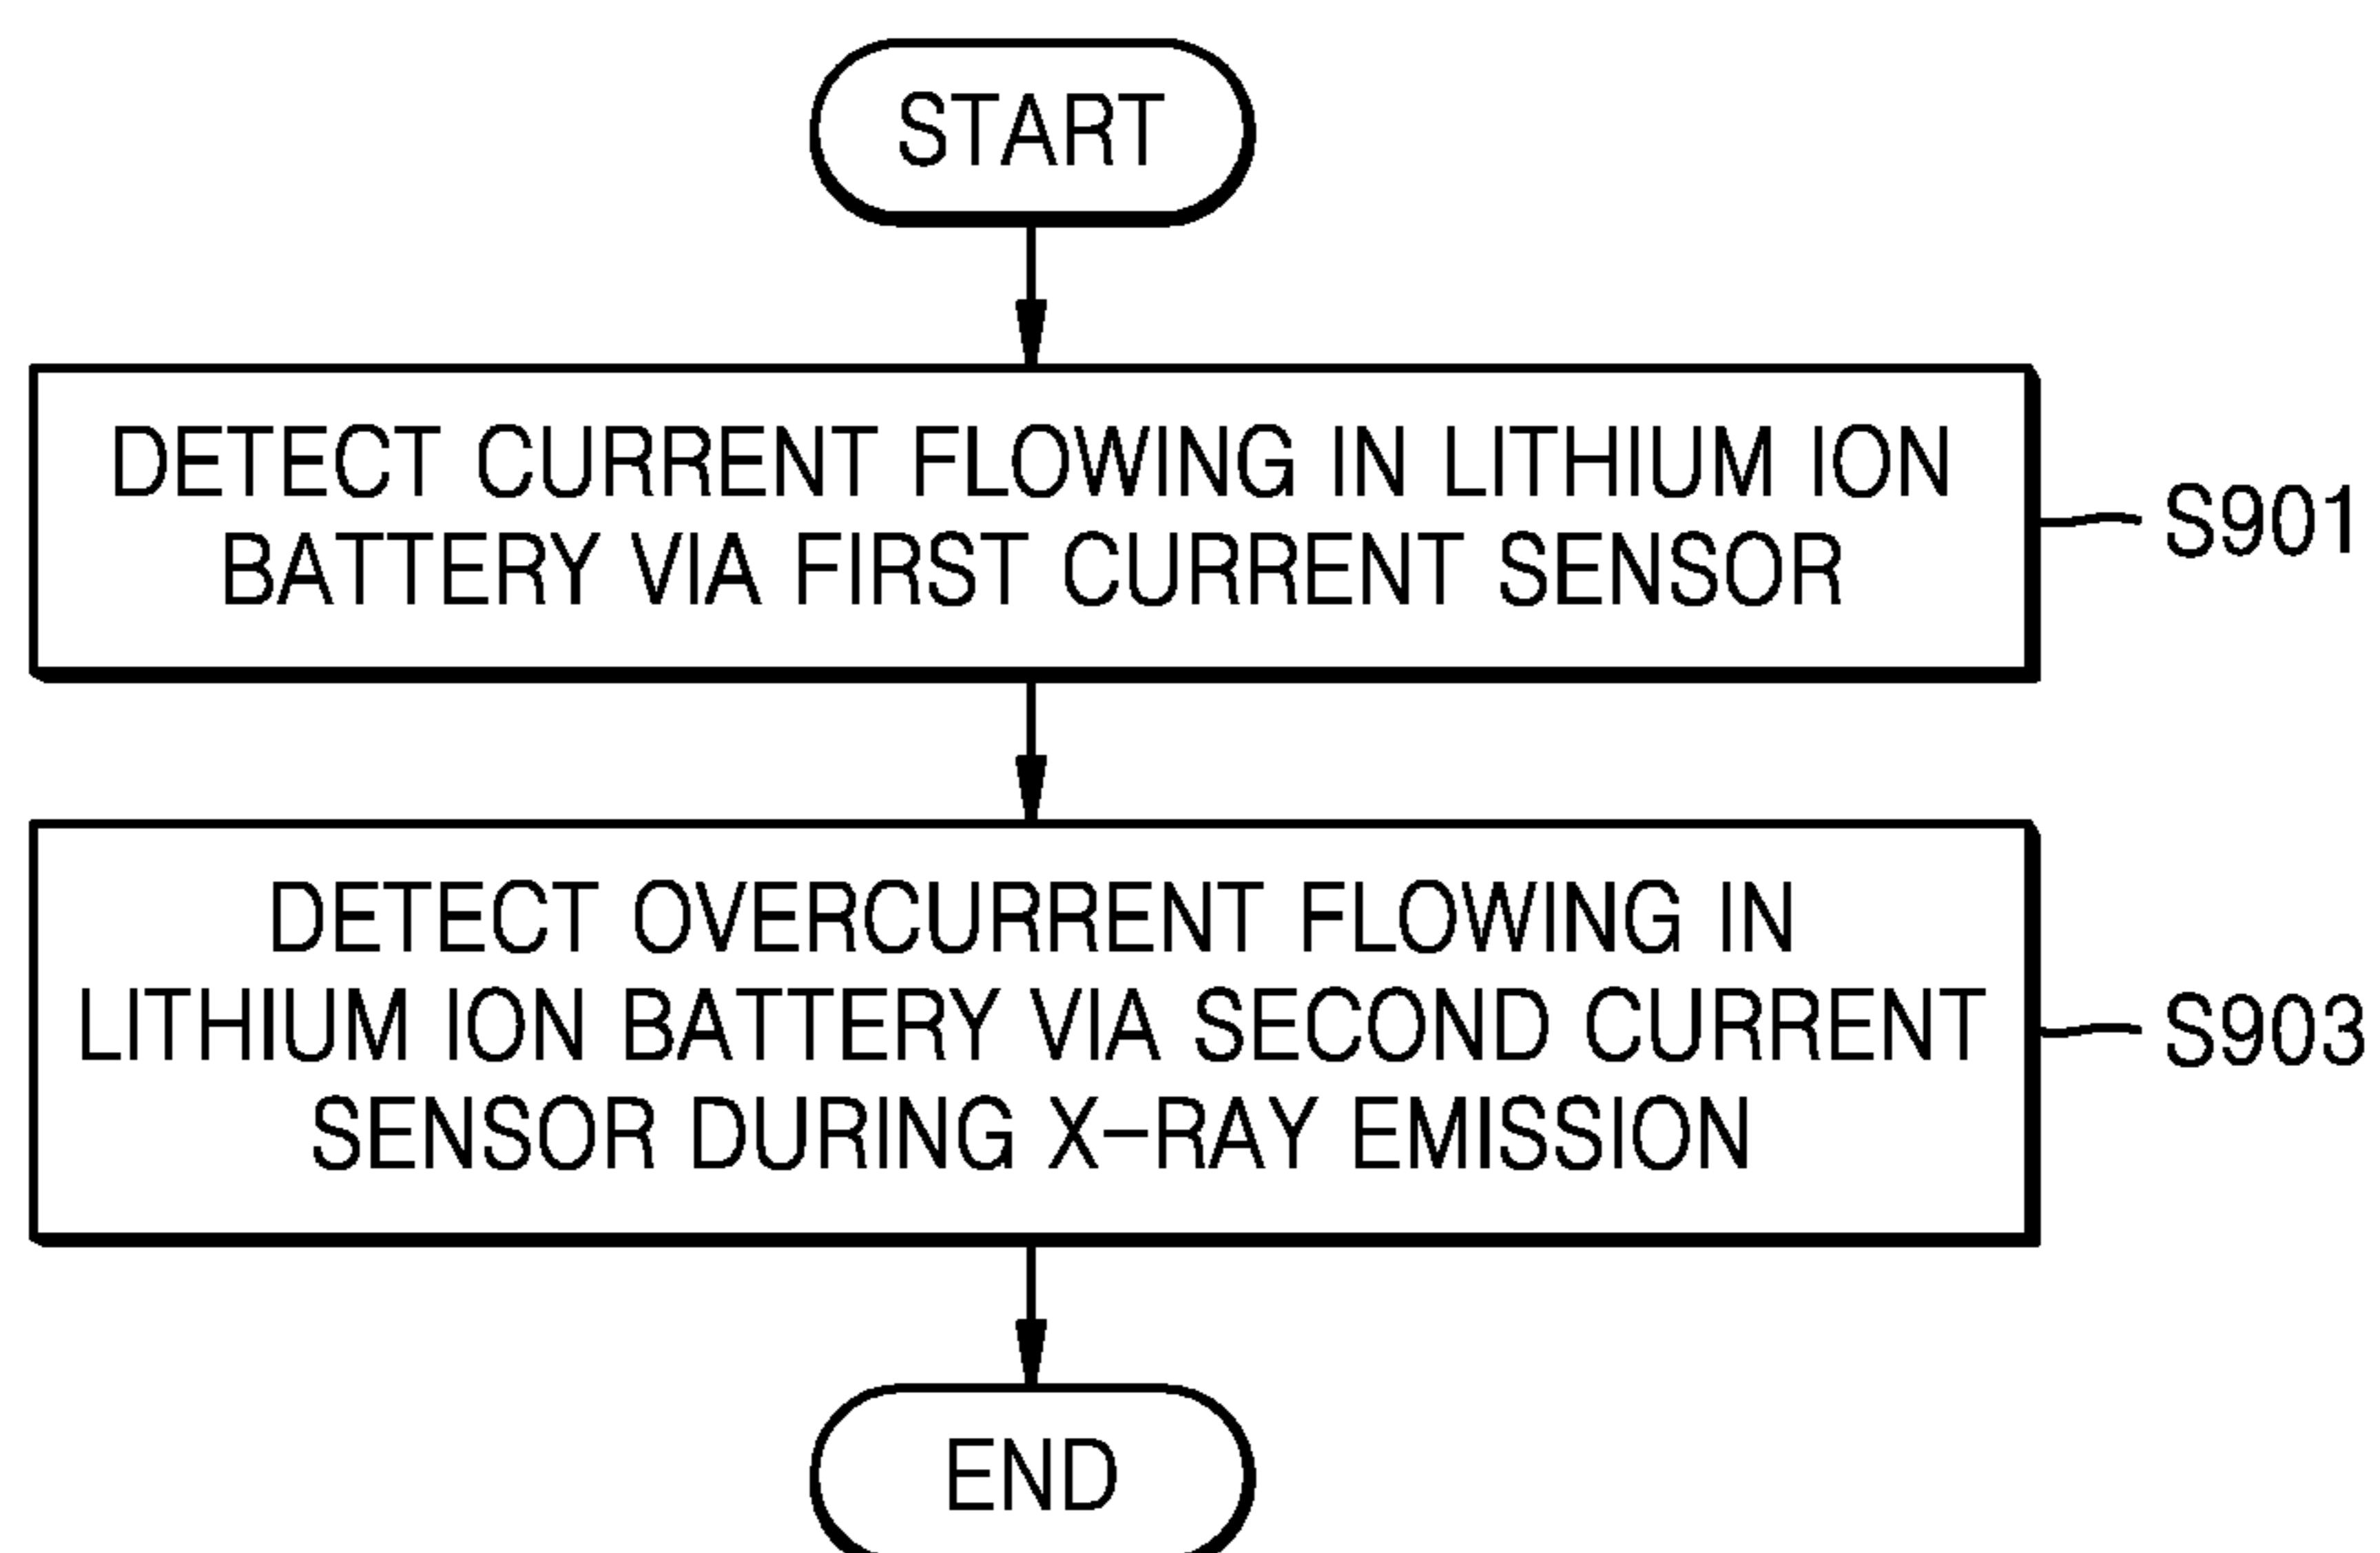 START
DETECT CURRENT FLOWING IN LITHIUM ION
BATTERY VIA FIRST CURRENT SENSOR
S901
DETECT OVERCURRENT FLOWING IN
LITHIUM ION BATTERY VIA SECOND CURRENT
SENSOR DURING X-RAY EMISSION
S903
END